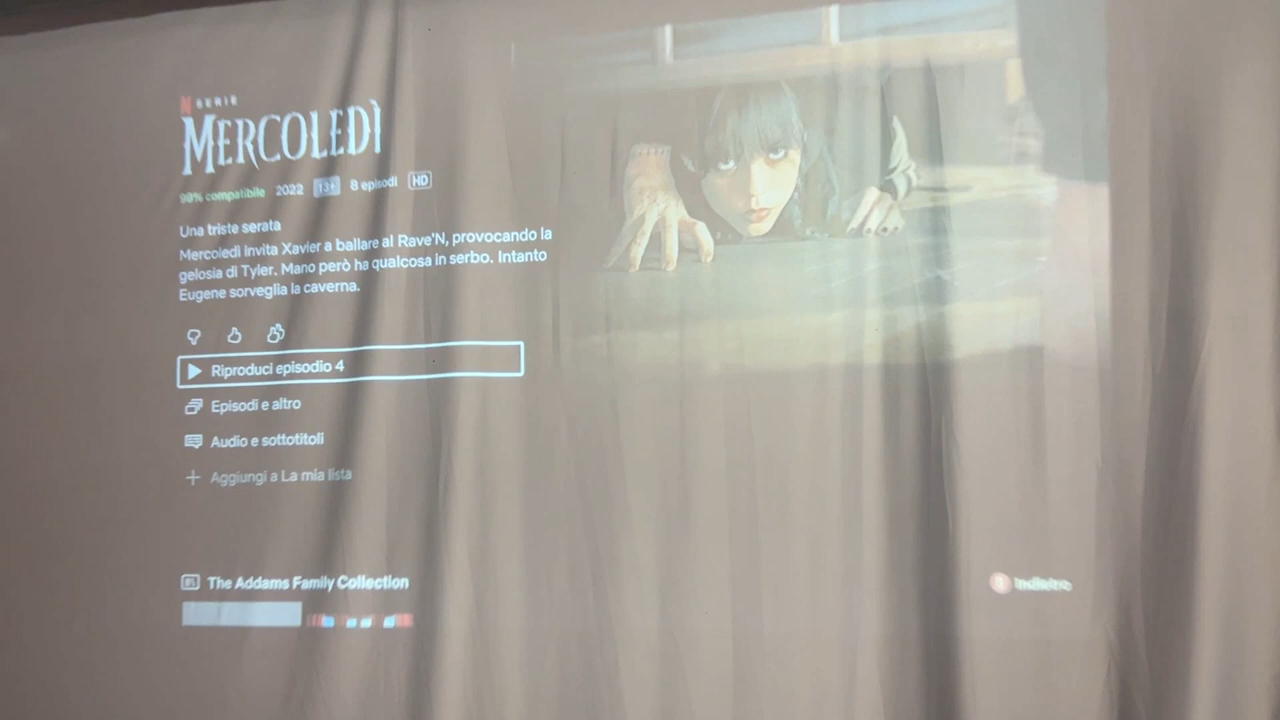 N SERIE
MERCOLEDÌ
98% compatibile 2022 13+ 8 episodi HD
Una triste serata
Mercoledì invita Xavier a ballare al Rave'N, provocando la
gelosia di Tyler. Mano però ha qualcosa in serbo. Intanto
Eugene sorveglia la caverna.
Riproduci episodio 4
Episodi e altro
Audio e sottotitoli
Aggiungi a La mia lista
The Addams Family Collection
Indietro